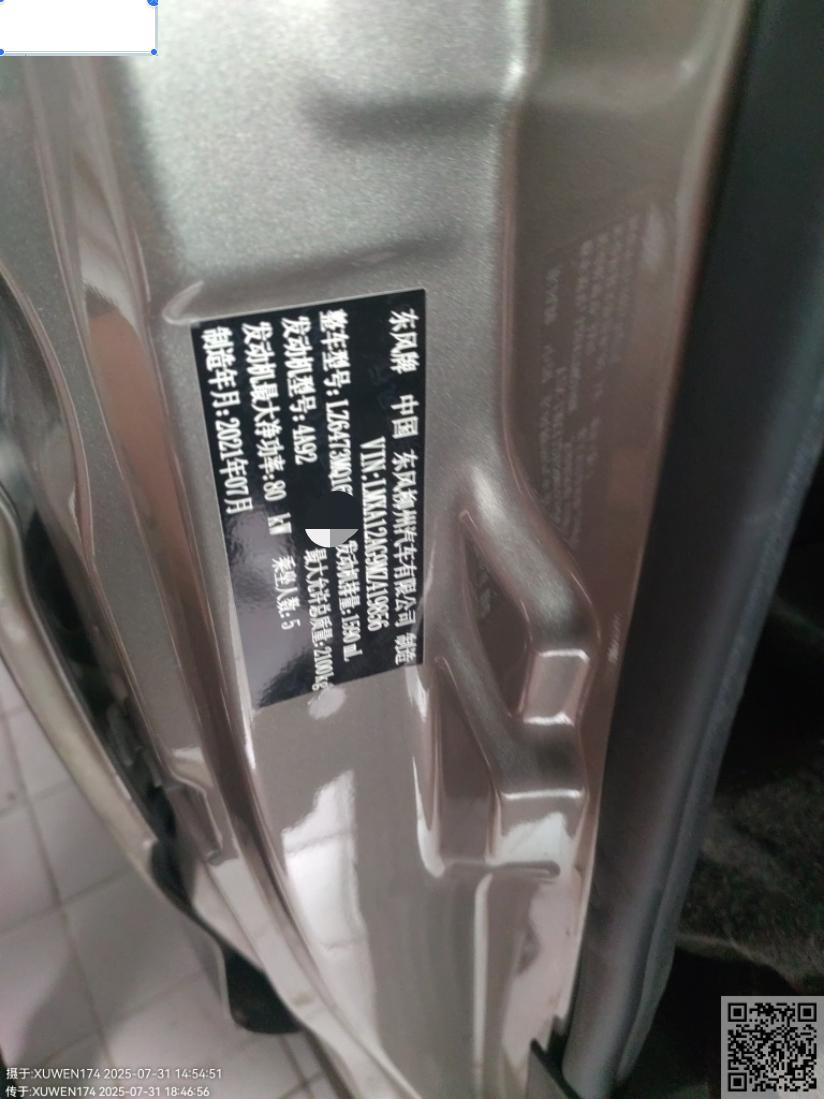 东风牌 中国 东风柳州汽车有限公司 制造
VIN:LMXA12AG9MZA19856
整车型号:LZ6473MQ16 发动机排量:1590 mL
发动机型号:4A92 最大允许总质量:2100kg
发动机最大净功率:80 kW 乘坐人数:5
制造年月:2021年07月
摄于:XUWEN174 2025-07-31 14:54:51
传于:XUWEN174 2025-07-31 18:46:56